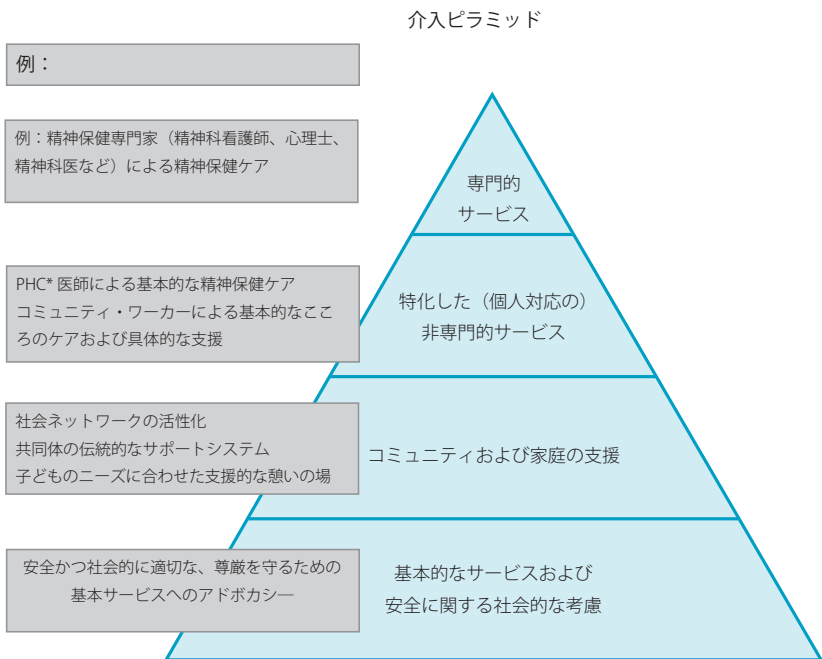 介入ピラミッド
例：
例：精神保健専門家（精神科看護師、心理士、
精神科医など）による精神保健ケア
専門的
サービス
PHC* 医師による基本的な精神保健ケア
コミュニティ・ワーカーによる基本的なここ
ろのケアおよび具体的な支援
特化した（個人対応の）
非専門的サービス
社会ネットワークの活性化
共同体の伝統的なサポートシステム
子どものニーズに合わせた支援的な憩いの場
コミュニティおよび家庭の支援
安全かつ社会的に適切な、尊厳を守るための
基本サービスへのアドボカシ―
基本的なサービスおよび
安全に関する社会的な考慮